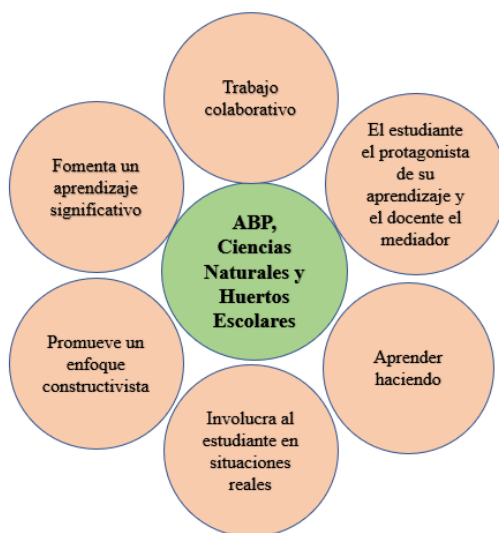 Trabajo
colaborativo
El estudiante
el protagonista
de su
aprendizaje y
el docente el
mediador
Fomenta un
aprendizaje
significativo
ABP,
Ciencias
Naturales y
Huertos
Escolares
Promueve un
enfoque
constructivista
Aprender
haciendo
Involucra al
estudiante en
situaciones
reales